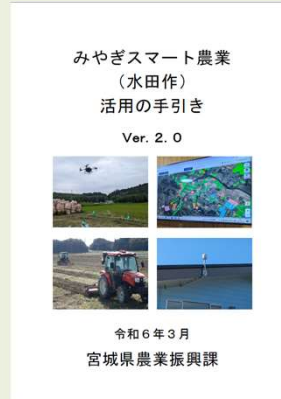 みやぎスマート農業
（水田作）
活用の手引き
Ver. 2. 0
令和６年３月
宮城県農業振興課